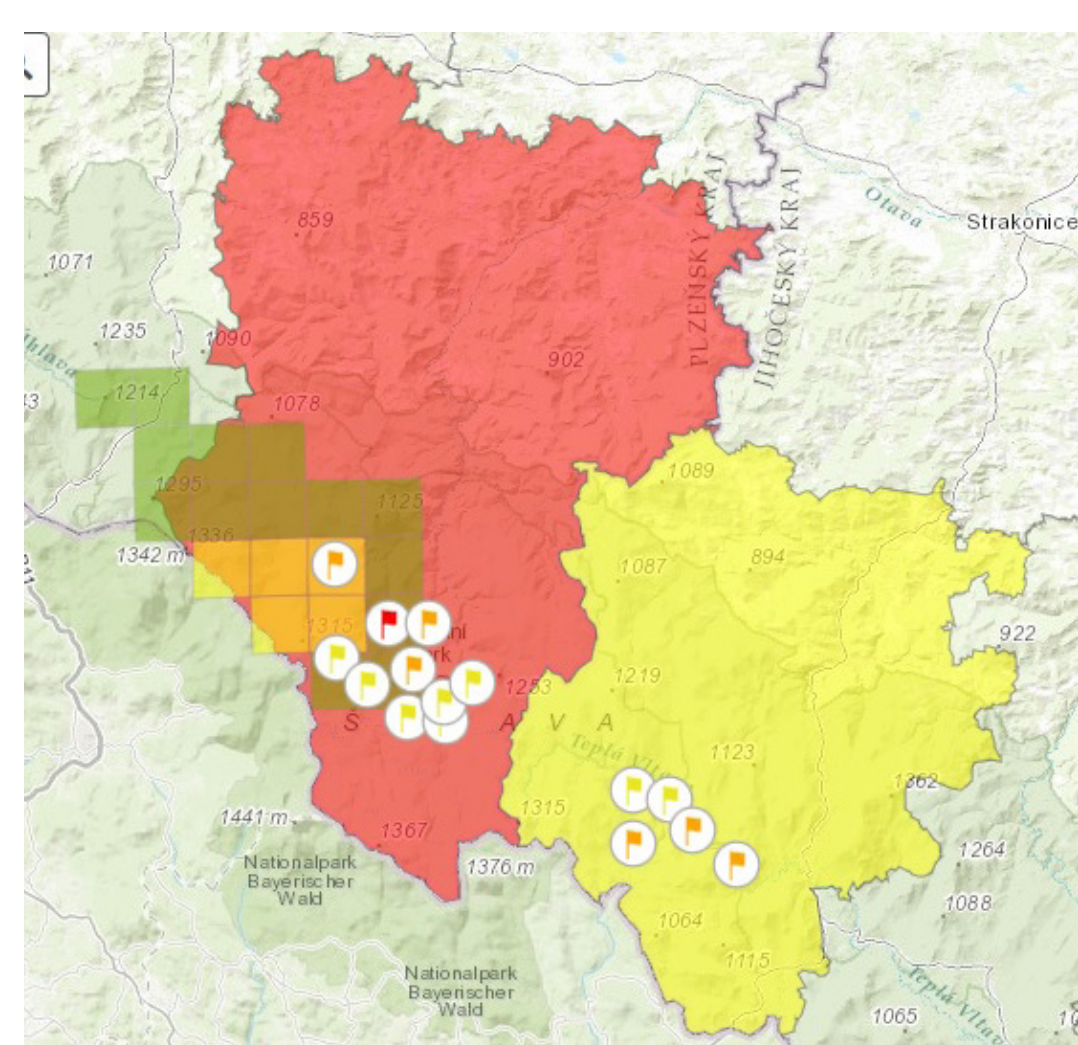 Otava
Strakonice
PLZEŇSKÝ KRAJ
JIHOČESKÝ KRAJ
859
1071
1235
1090
902
1214
1078
1089
1295
1125
1336
1342 m
1087
894
922
1315
1253
1219
Š
A V A
Teplá Vlt
1123
1362
1315
1441 m
1367
1376 m
1264
Nationalpark
Bayerischer
Wald
1088
1064
1115
Nationalpark
Bayerischer
Wald
Teplá Vltav
1065